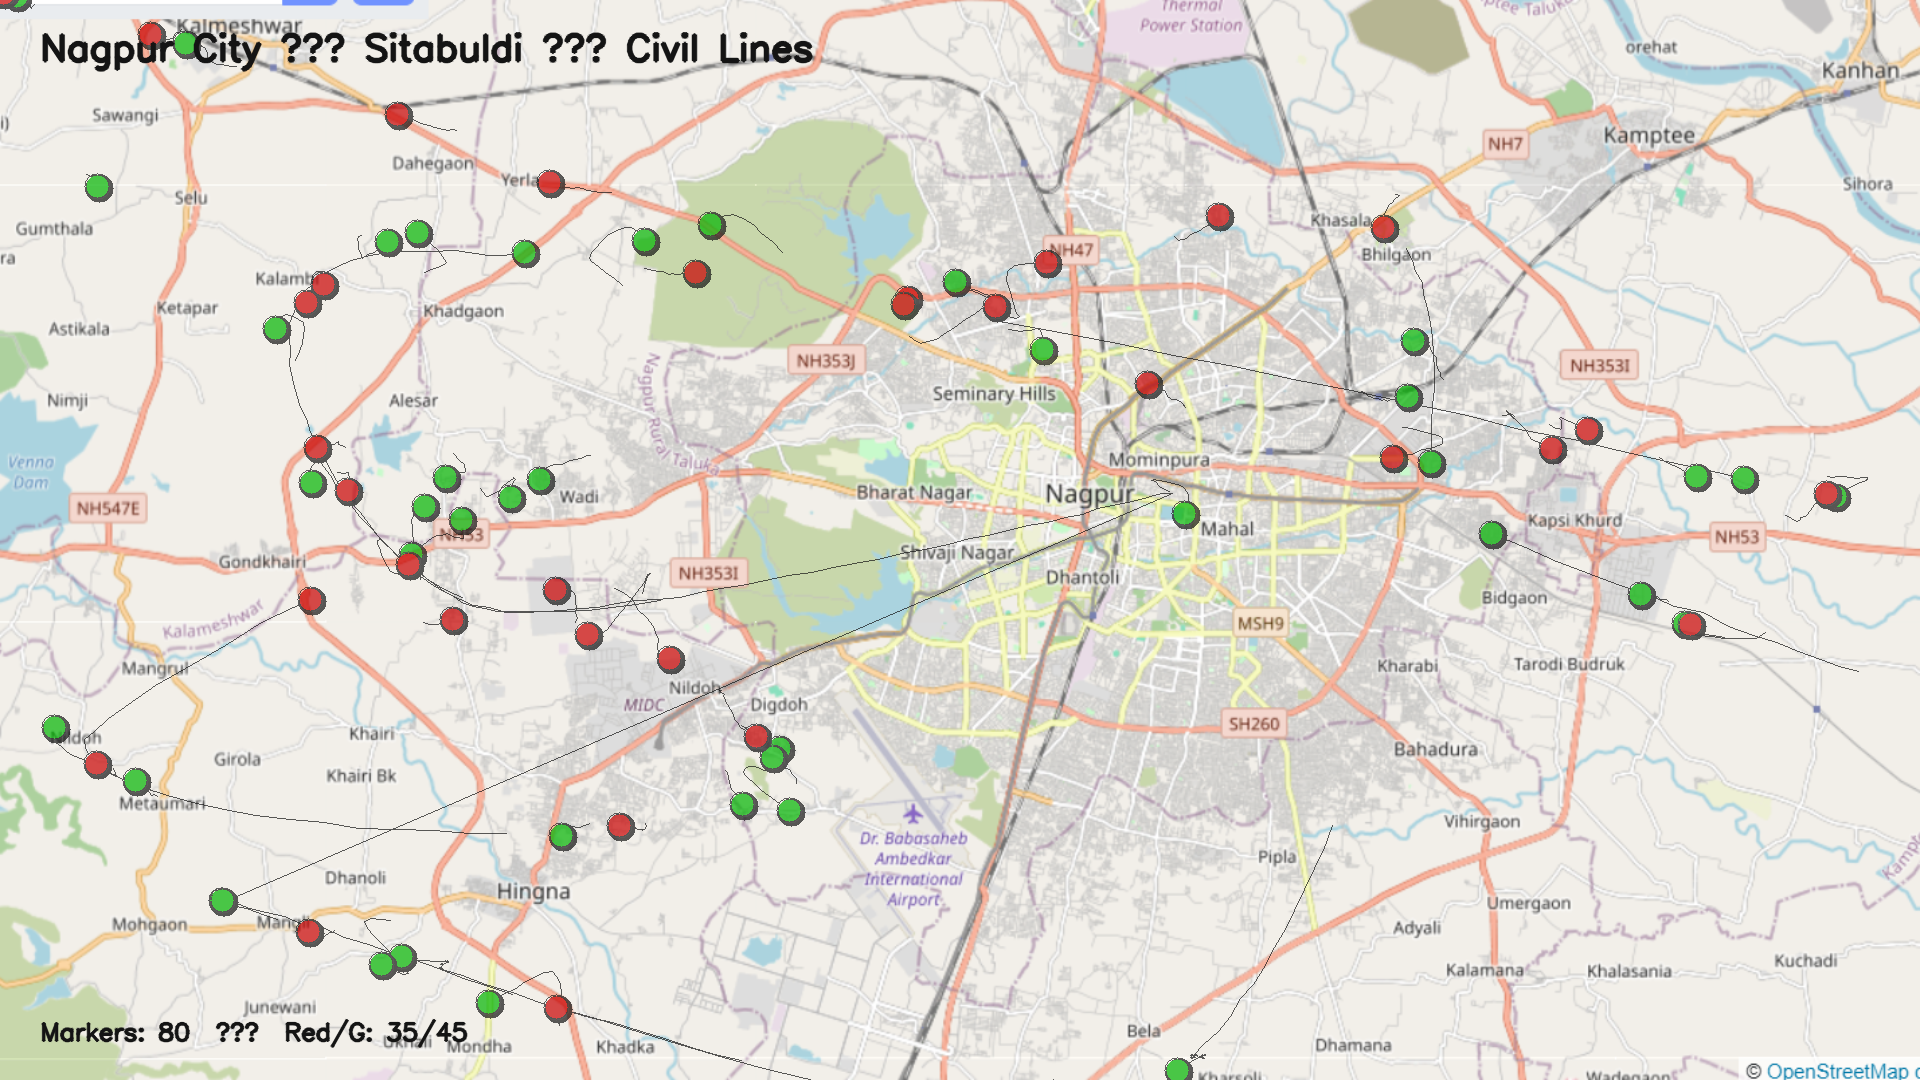 Nagpur City ??? Sitabuldi ??? Civil Lines
Kalmeshwar
Thermal
Power Station
orehat
Kanhan
Sawangi
NH7
Kamptee
Dahegaon
Yerla
Selu
Sihora
Gumthala
Khasala
NH47
Bhilgaon
Kalamb
Ketapar
Khadgaon
Astikala
NH353J
NH353I
Nagpur Rural Taluka
Seminary Hills
Nimji
Alesar
Mominpura
Venna
Dam
Wadi
Bharat Nagar
Nagpur
NH547E
Kapsi Khurd
Mahal
NH53
Gondkhairi
Shivaji Nagar
NH353I
Dhantoli
Bidgaon
Kalameshwar
MSH9
Mangrul
Kharabi
Tarodi Budruk
Nildoh
MIDC
Digdoh
SH260
Khairi
Bahadura
Girola
Khairi Bk
Metaumari
Vihirgaon
Dr. Babasaheb
Ambedkar
International
Airport
Pipla
Dhanoli
Hingna
Umergaon
Mohgaon
Mangli
Adyali
Kalamana
Khalasania
Kuchadi
Junewani
Markers: 80 ??? Red/G: 35/45
Mondha
Khadka
Bela
Dhamana
Kharsoli
Wadegaon
© OpenStreetMap c